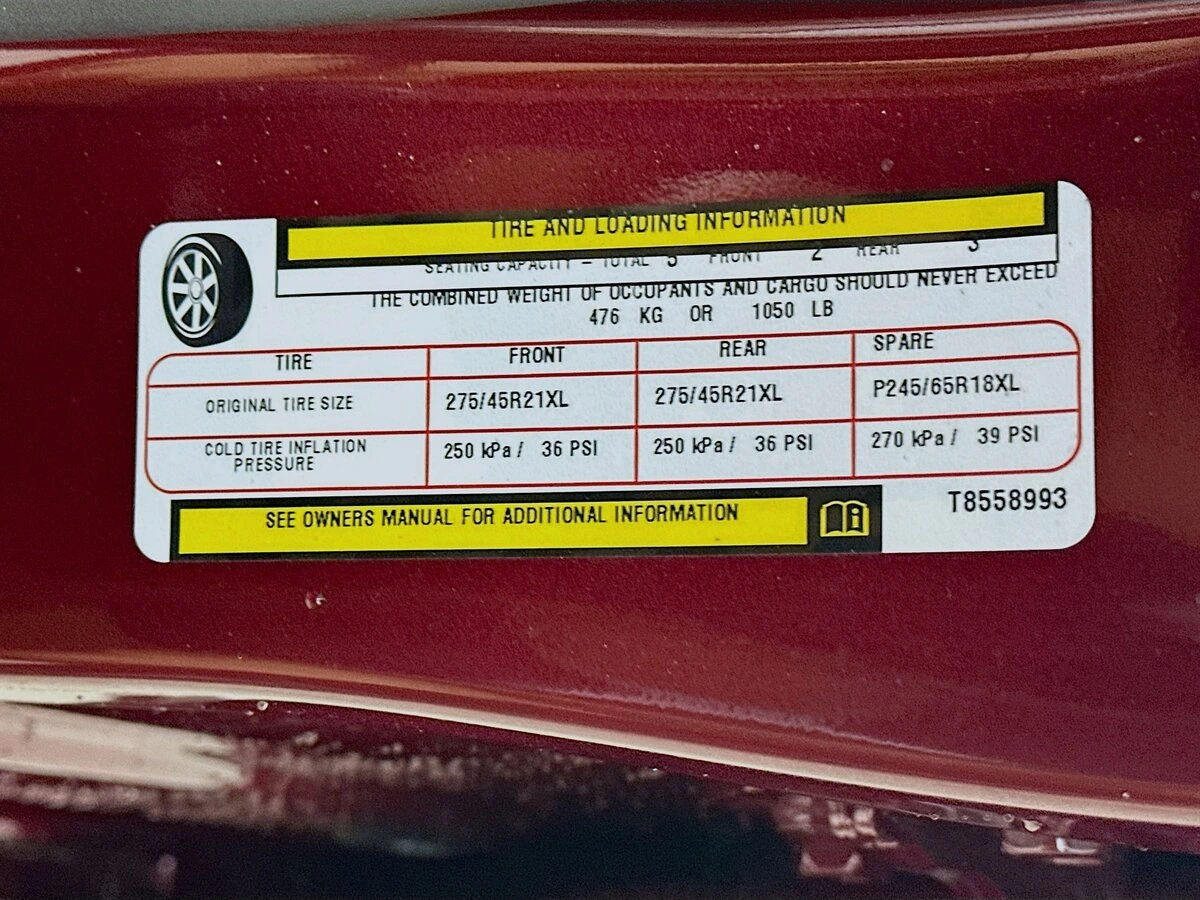 TIRE AND LOADING INFORMATION
SEATING CAPACITY – TOTAL 5 FRONT 2 REAR 3
THE COMBINED WEIGHT OF OCCUPANTS AND CARGO SHOULD NEVER EXCEED
476 KG OR 1050 LB
TIRE FRONT REAR SPARE
ORIGINAL TIRE SIZE 275/45R21XL 275/45R21XL P245/65R18XL
COLD TIRE INFLATION
PRESSURE 250 kPa / 36 PSI 250 kPa / 36 PSI 270 kPa / 39 PSI
SEE OWNERS MANUAL FOR ADDITIONAL INFORMATION
T8558993